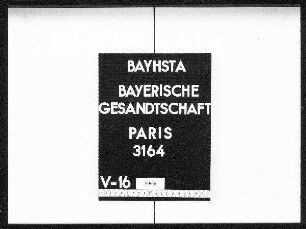 BAYHSTA
BAYERISCHE
GESANDTSCHAFT
PARIS
3164
V-16